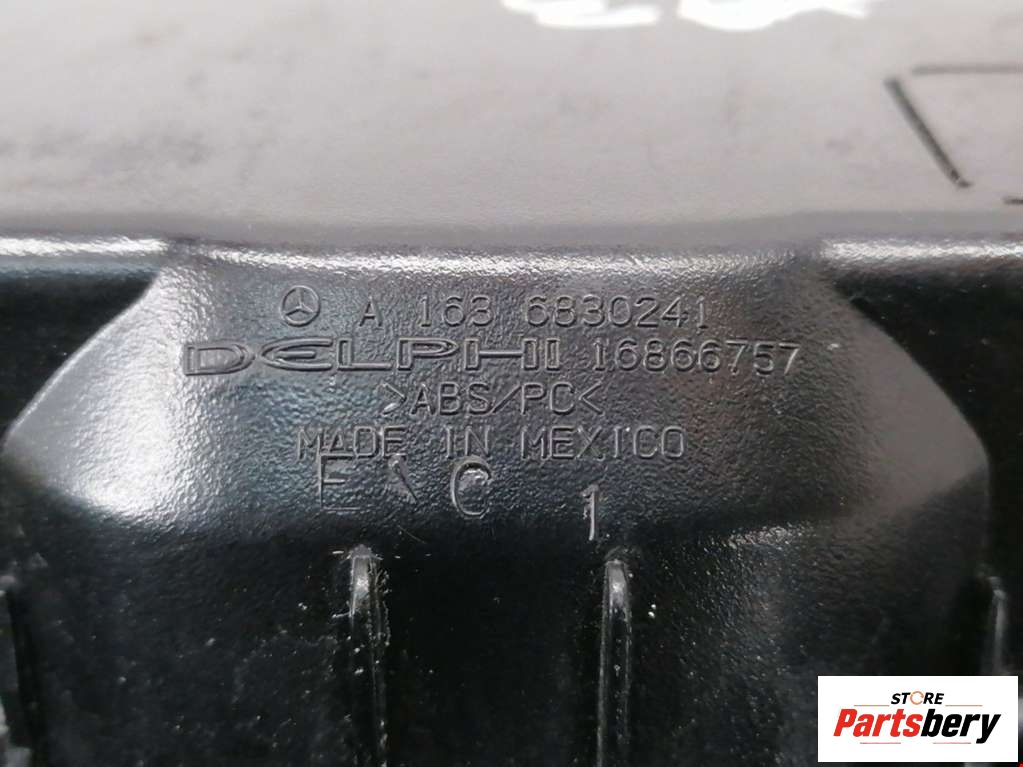 A 163 6830241
DELPHI 16866757
>ABS/PC<
MADE IN MEXICO
E C 1
STORE
Partsbery